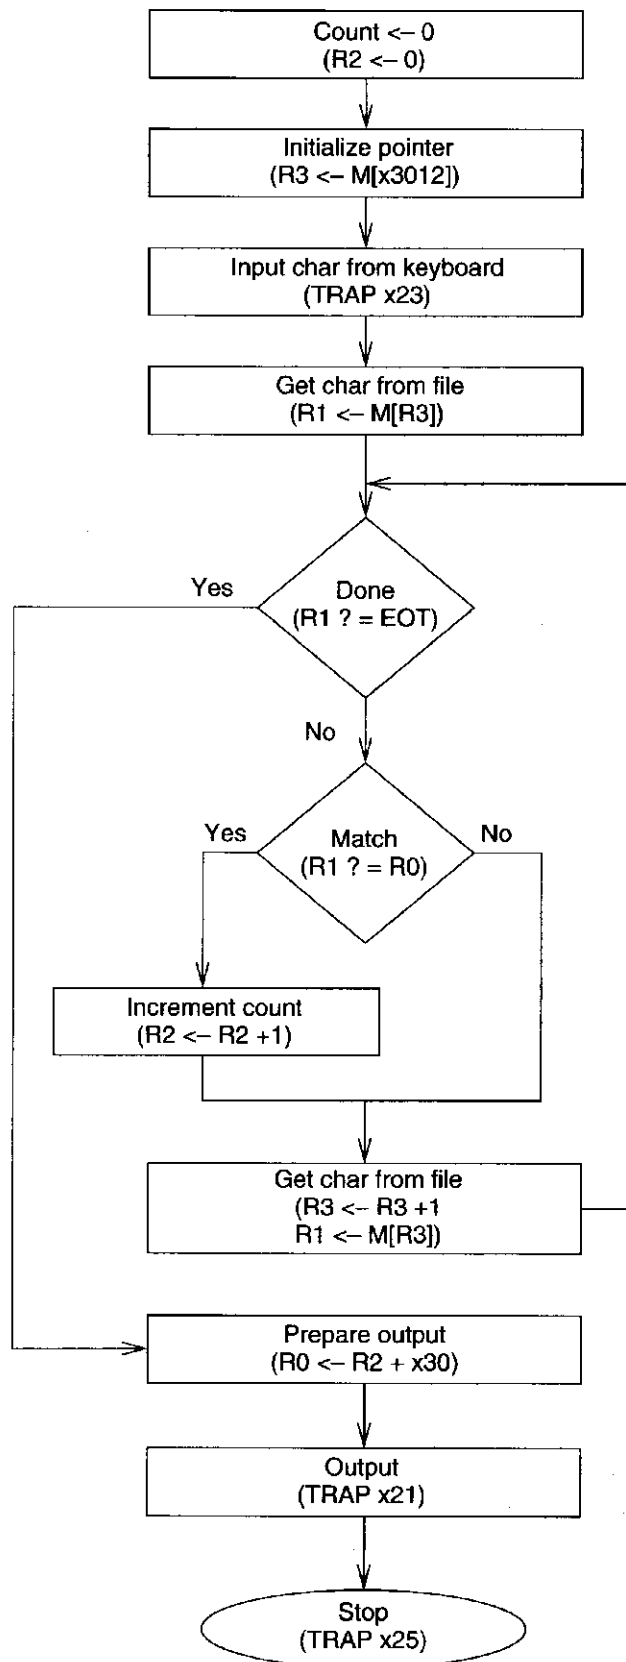 Count <– 0
(R2 <– 0)
Initialize pointer
(R3 <– M[x3012])
Input char from keyboard
(TRAP x23)
Get char from file
(R1 <– M[R3])
Yes
Done
(R1 ? = EOT)
No
Yes
Match
(R1 ? = R0)
No
Increment count
(R2 <– R2 +1)
Get char from file
(R3 <– R3 +1
R1 <– M[R3])
Prepare output
(R0 <– R2 + x30)
Output
(TRAP x21)
Stop
(TRAP x25)